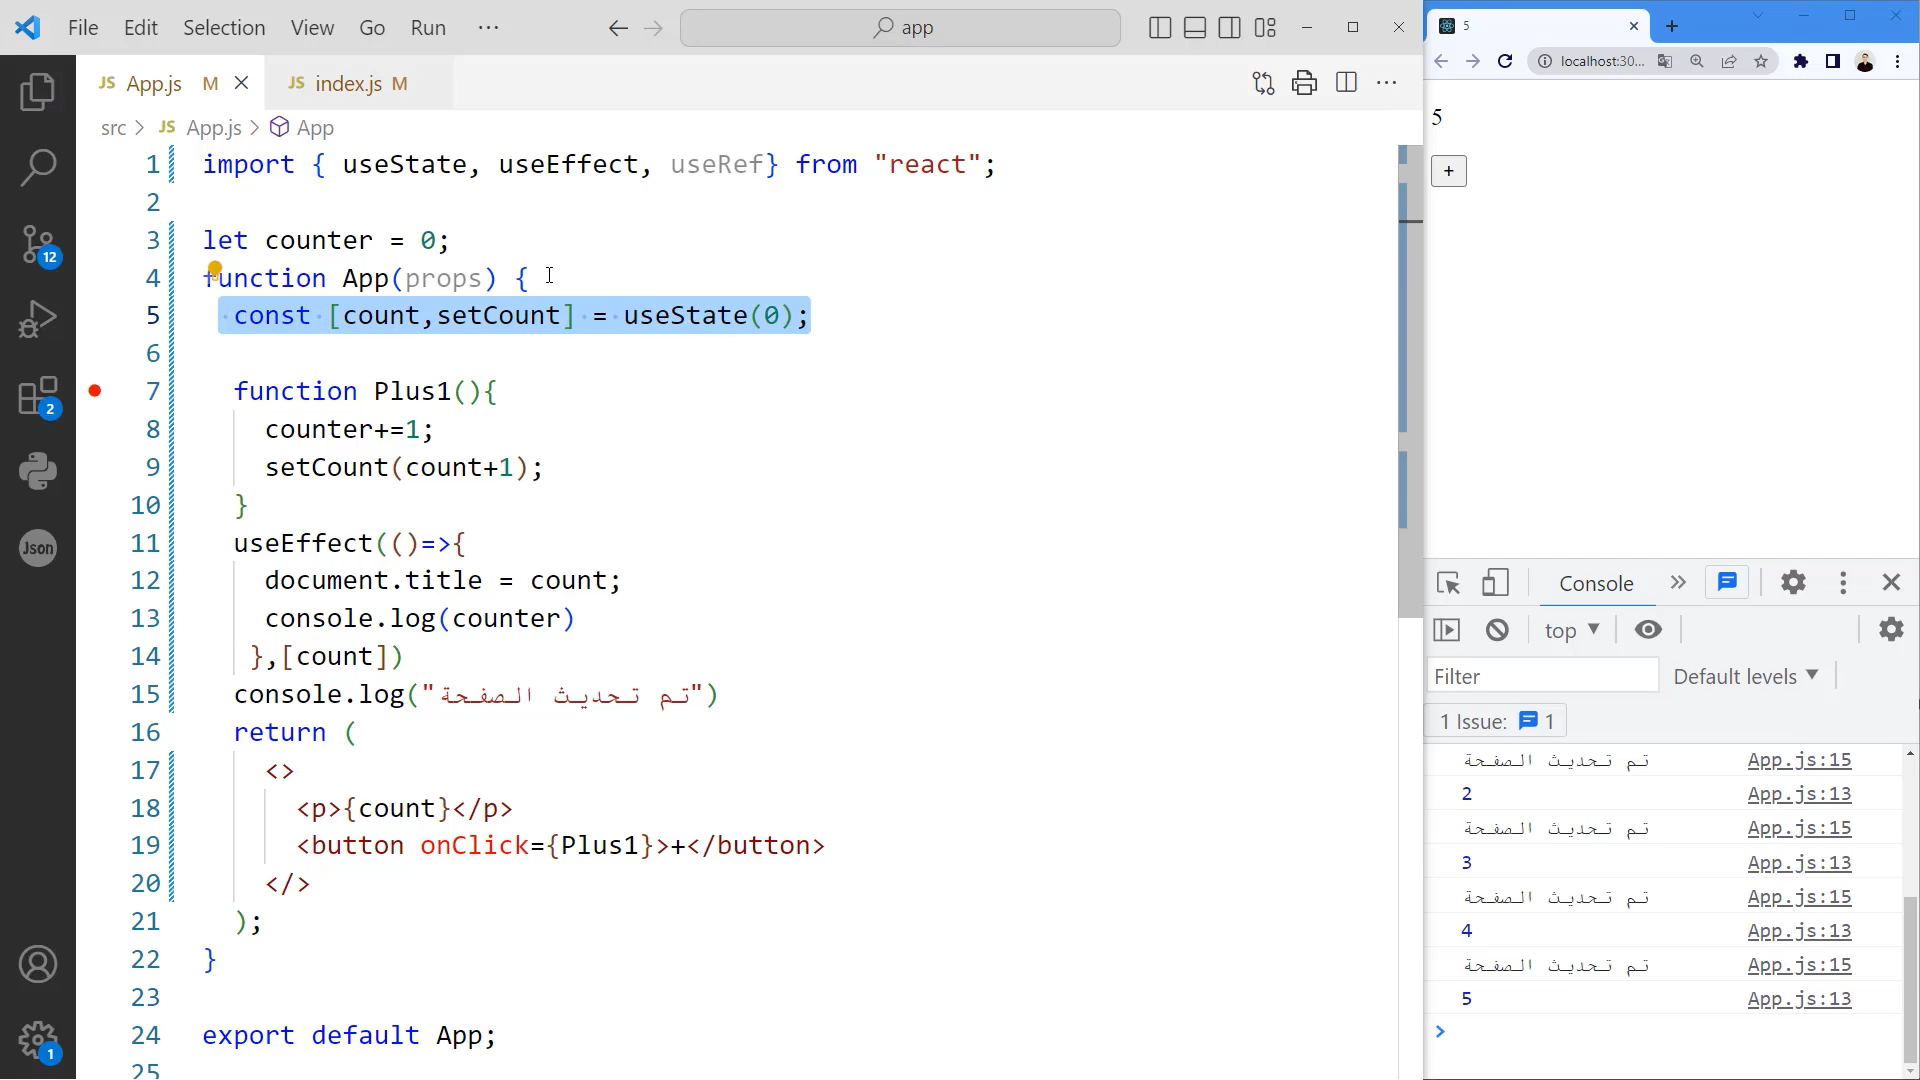 File Edit Selection View Go Run ···
app
JS App.js M
JS index.js M
src > JS App.js > App
1 import { useState, useEffect, useRef} from "react";
2
3 let counter = 0;
4 function App(props) {
5 const [count,setCount] = useState(0);
6
7 function Plus1(){
8 counter+=1;
9 setCount(count+1);
10 }
11 useEffect(()=>{
12 document.title = count;
13 console.log(counter)
14 },[count])
15 console.log("تم تحديث الصفحة")
16 return (
17 <>
18 <p>{count}</p>
19 <button onClick={Plus1}>+</button>
20 </>
21 );
22 }
23
24 export default App;
25
12
2
Json
1
5
localhost:30...
5
+
Console
top
Filter
Default levels
1 Issue: 1
تم تحديث الصفحة App.js:15
2 App.js:13
تم تحديث الصفحة App.js:15
3 App.js:13
تم تحديث الصفحة App.js:15
4 App.js:13
تم تحديث الصفحة App.js:15
5 App.js:13